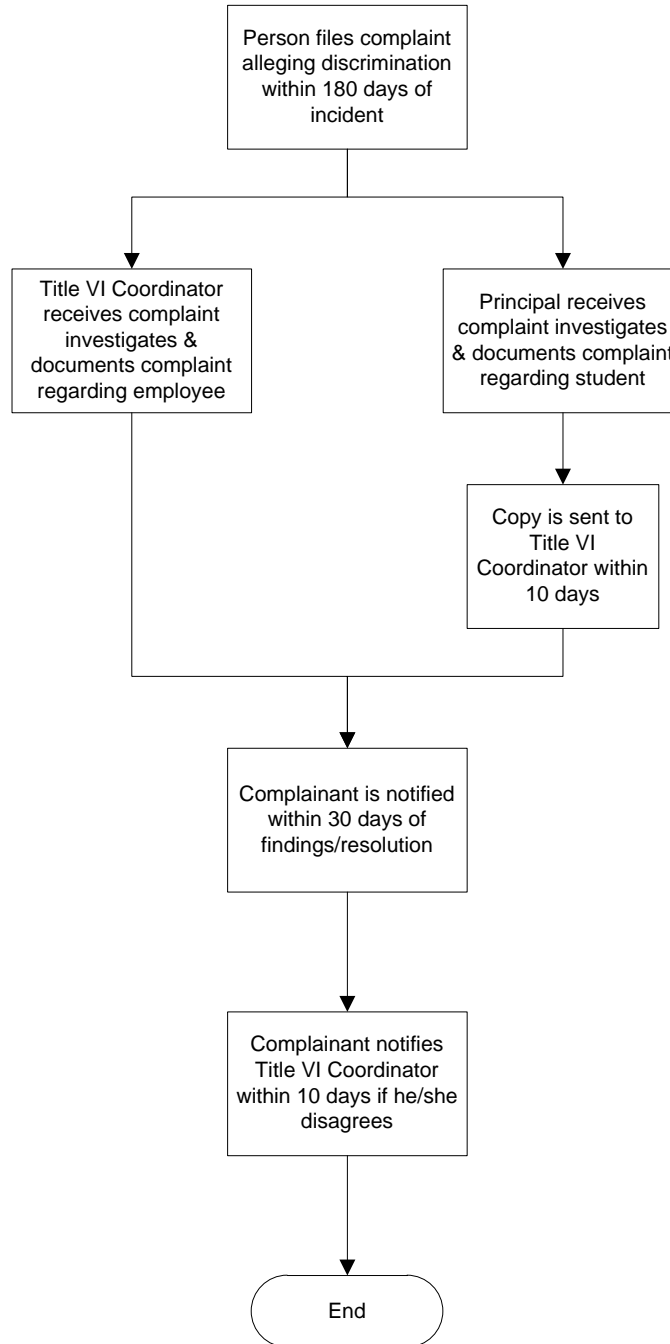 Person files complaint
alleging discrimination
within 180 days of
incident
Title VI Coordinator
receives complaint
investigates &
documents complaint
regarding employee
Principal receives
complaint investigates
& documents complaint
regarding student
Copy is sent to
Title VI
Coordinator within
10 days
Complainant is notified
within 30 days of
findings/resolution
Complainant notifies
Title VI Coordinator
within 10 days if he/she
disagrees
End